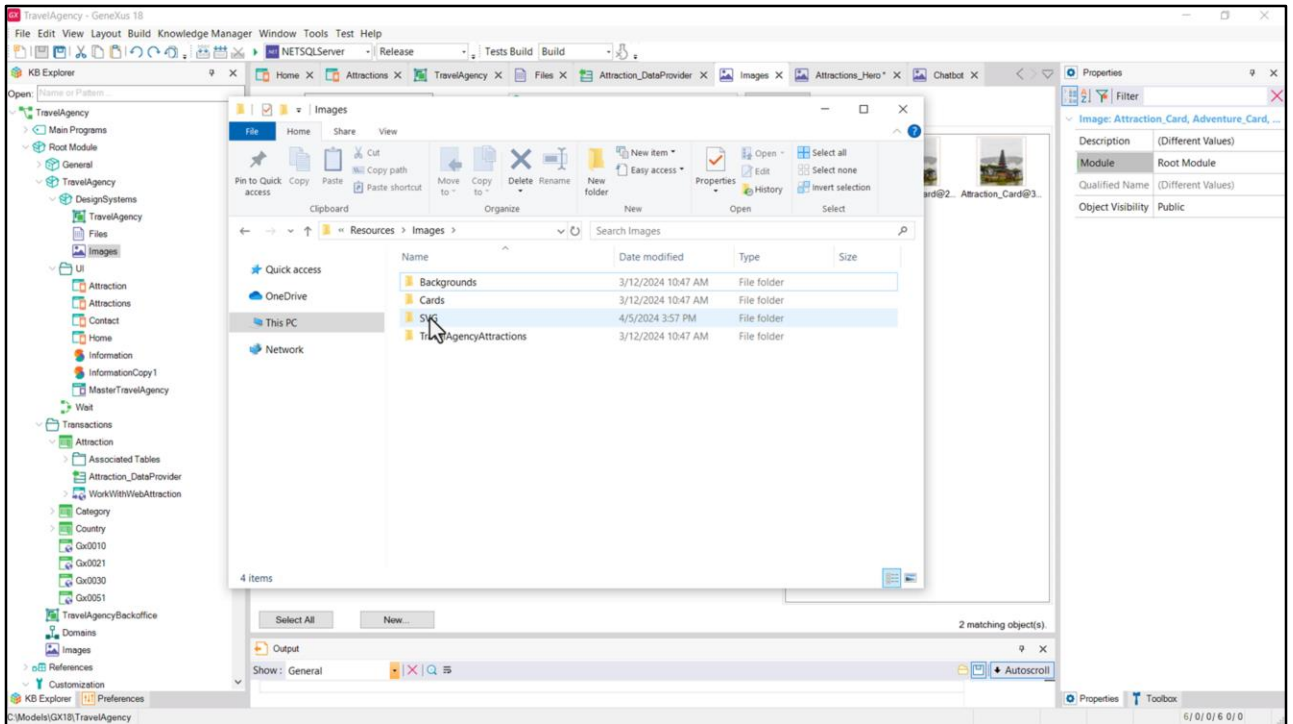 TravelAgency - GeneXus 18
File Edit View Layout Build Knowledge Manager Window Tools Test Help
NETSQLServer Release Tests Build Build
KB Explorer
Home X Attractions X TravelAgency X Files X Attraction_DataProvider X Images X Attractions_Hero* X Chatbot X
Properties
Open: Name or Pattern...
Filter
TravelAgency
Main Programs
Root Module
General
TravelAgency
DesignSystems
TravelAgency
Files
Images
UI
Attraction
Attractions
Contact
Home
Information
InformationCopy1
MasterTravelAgency
Wait
Transactions
Attraction
Associated Tables
Attraction_DataProvider
WorkWithWebAttraction
Category
Country
Gx0010
Gx0021
Gx0030
Gx0051
TravelAgencyBackoffice
Domains
Images
References
Customization
KB Explorer Preferences
C:\Models\GX18\TravelAgency
Images
File Home Share View
Pin to Quick access
Copy
Paste
Cut
Copy path
Paste shortcut
Clipboard
Move to
Copy to
Delete
Rename
Organize
New folder
New item
Easy access
New
Properties
Open
Edit
History
Open
Select all
Select none
Invert selection
Select
« Resources > Images >
Search Images
Quick access
OneDrive
This PC
Network
Name Date modified Type Size
Backgrounds 3/12/2024 10:47 AM File folder
Cards 3/12/2024 10:47 AM File folder
SVG 4/5/2024 3:57 PM File folder
TravelAgencyAttractions 3/12/2024 10:47 AM File folder
4 items
ard@2... Attraction_Card@3...
Select All New...
2 matching object(s).
Output
Show: General
Autoscroll
Image: Attraction_Card, Adventure_Card, ...
Description (Different Values)
Module Root Module
Qualified Name (Different Values)
Object Visibility Public
Properties Toolbox
6/ 0/ 0/ 6 0/ 0